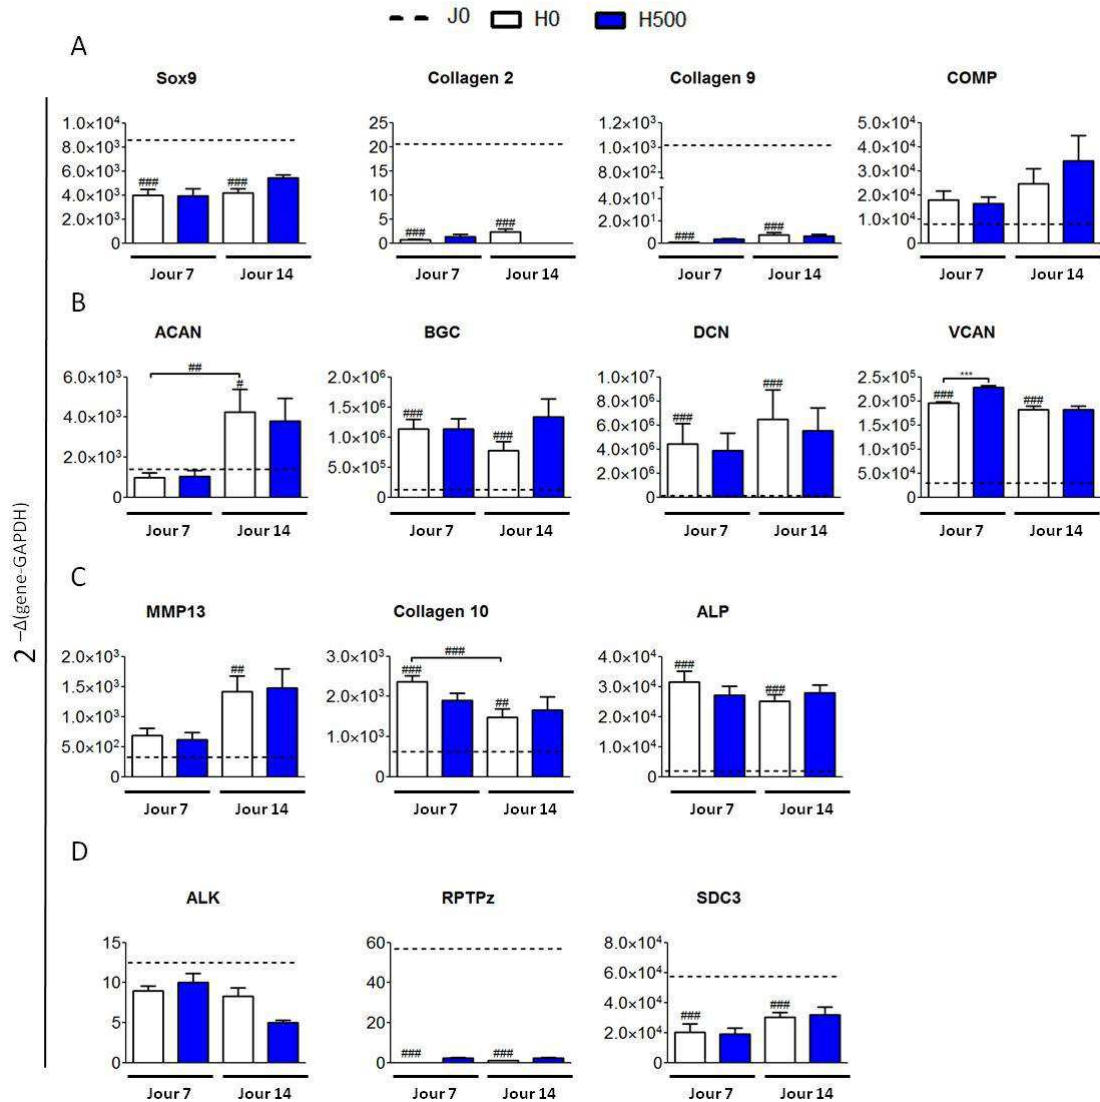 J0 H0 H500
A
Sox9 Collagen 2 Collagen 9 COMP
1.0×10⁴ 8.0×10³ 6.0×10³ 4.0×10³ 2.0×10³ 0
### ###
25 20 15 10 5 0
### ###
1.2×10³ 1.0×10³ 8.0×10² 6.0×10¹ 4.0×10¹ 2.0×10¹ 0
### ###
5.0×10⁴ 4.0×10⁴ 3.0×10⁴ 2.0×10⁴ 1.0×10⁴ 0
Jour 7 Jour 14 Jour 7 Jour 14 Jour 7 Jour 14 Jour 7 Jour 14
B
ACAN BGC DCN VCAN
6.0×10³ 4.0×10³ 2.0×10³ 0
## #
2.0×10⁶ 1.5×10⁶ 1.0×10⁶ 5.0×10⁵ 0
### ###
1.0×10⁷ 8.0×10⁶ 6.0×10⁶ 4.0×10⁶ 2.0×10⁶ 0
### ###
2.5×10⁵ 2.0×10⁵ 1.5×10⁵ 1.0×10⁵ 5.0×10⁴ 0
### *** ###
Jour 7 Jour 14 Jour 7 Jour 14 Jour 7 Jour 14 Jour 7 Jour 14
2 –Δ(gene-GAPDH)
C
MMP13 Collagen 10 ALP
2.0×10³ 1.5×10³ 1.0×10³ 5.0×10² 0
##
3.0×10³ 2.0×10³ 1.0×10³ 0
### ### ##
4.0×10⁴ 3.0×10⁴ 2.0×10⁴ 1.0×10⁴ 0
### ###
Jour 7 Jour 14 Jour 7 Jour 14 Jour 7 Jour 14
D
ALK RPTPz SDC3
15 10 5 0
60 40 20 0
### ###
8.0×10⁴ 6.0×10⁴ 4.0×10⁴ 2.0×10⁴ 0
### ###
Jour 7 Jour 14 Jour 7 Jour 14 Jour 7 Jour 14